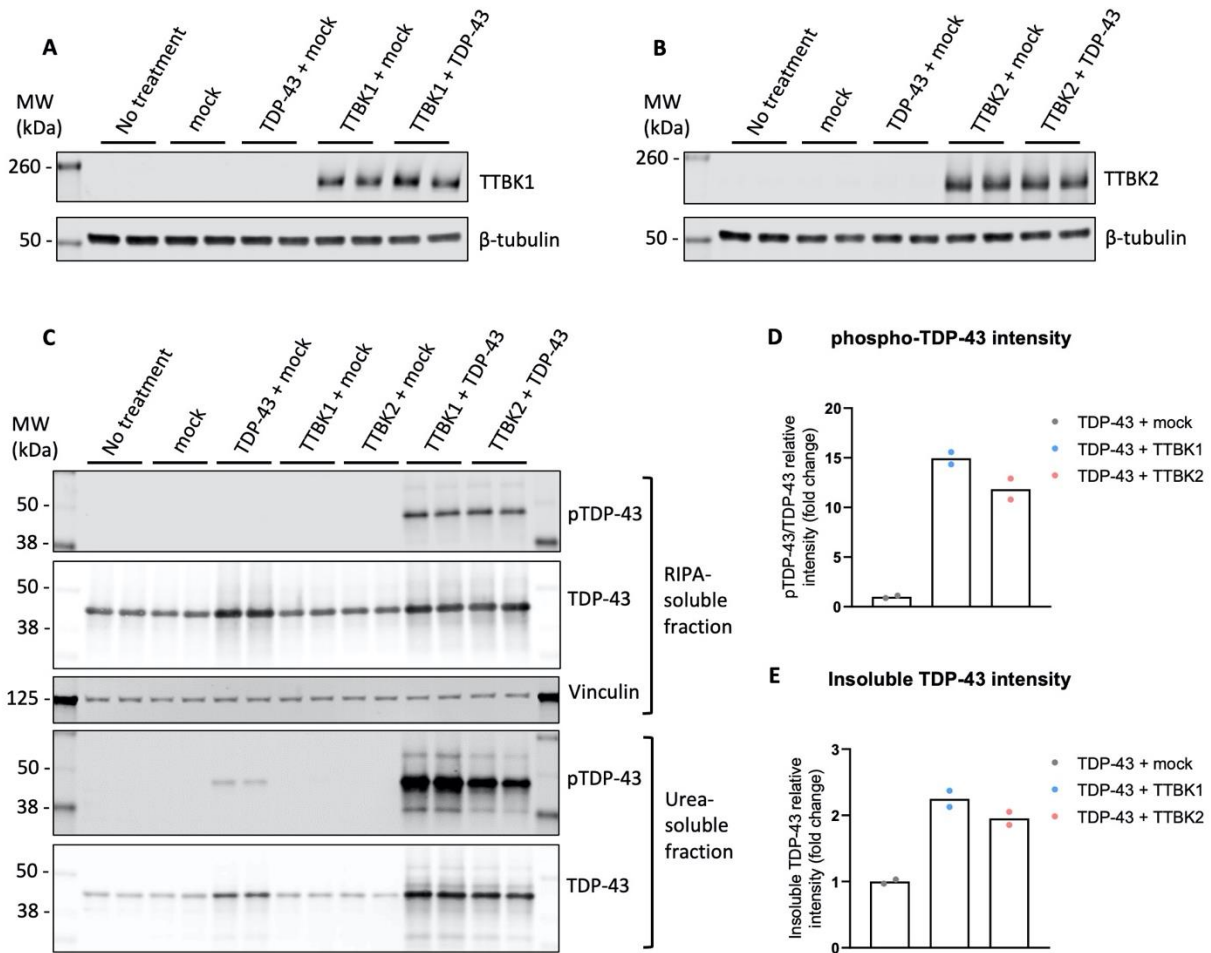 A
MW
(kDa)
No treatment
mock
TDP-43 + mock
TTBK1 + mock
TTBK1 + TDP-43
260 -
TTBK1
50 -
β-tubulin
B
MW
(kDa)
No treatment
mock
TDP-43 + mock
TTBK2 + mock
TTBK2 + TDP-43
260 -
TTBK2
50 -
β-tubulin
C
MW
(kDa)
No treatment
mock
TDP-43 + mock
TTBK1 + mock
TTBK2 + mock
TTBK1 + TDP-43
TTBK2 + TDP-43
50 -
pTDP-43
38 -
50 -
TDP-43
38 -
125 -
Vinculin
RIPA-
soluble
fraction
50 -
pTDP-43
38 -
50 -
TDP-43
38 -
Urea-
soluble
fraction
D
phospho-TDP-43 intensity
pTDP-43/TDP-43 relative
intensity (fold change)
20
15
10
5
0
TDP-43 + mock
TDP-43 + TTBK1
TDP-43 + TTBK2
E
Insoluble TDP-43 intensity
Insoluble TDP-43 relative
intensity (fold change)
3
2
1
0
TDP-43 + mock
TDP-43 + TTBK1
TDP-43 + TTBK2